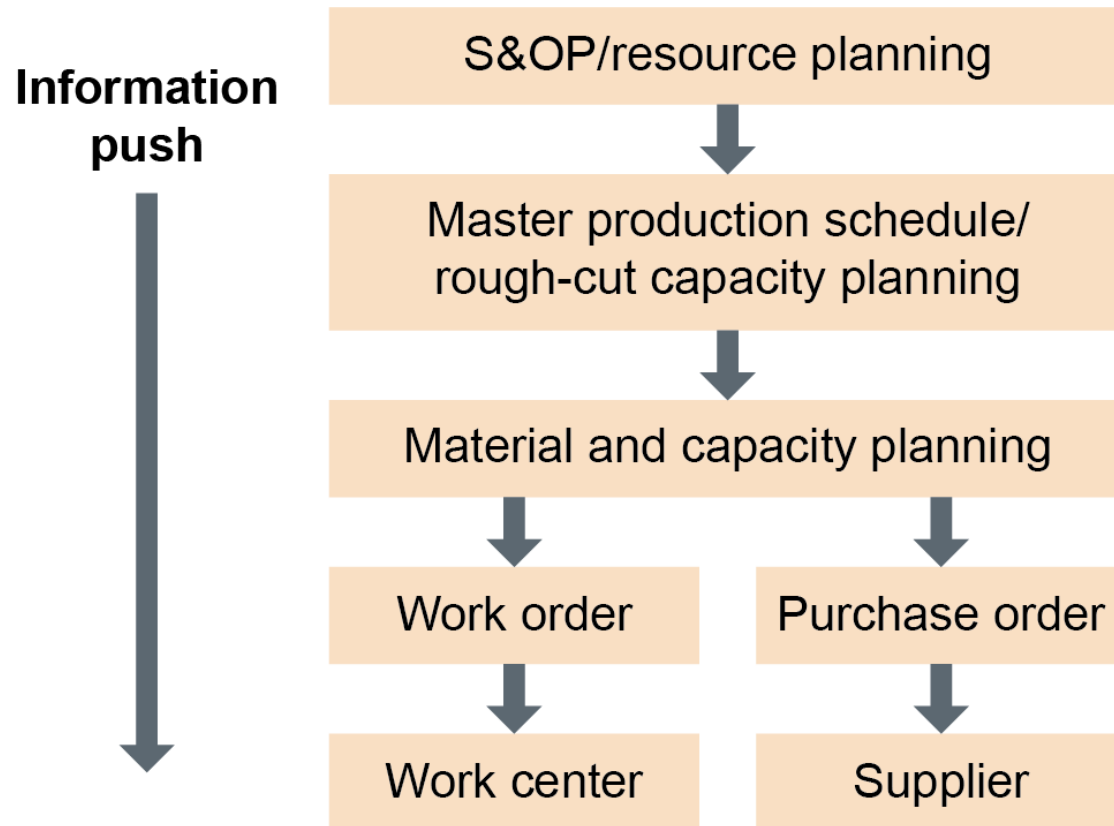 Information
push
S&OP/resource planning
Master production schedule/
rough-cut capacity planning
Material and capacity planning
Work order
Purchase order
Work center
Supplier